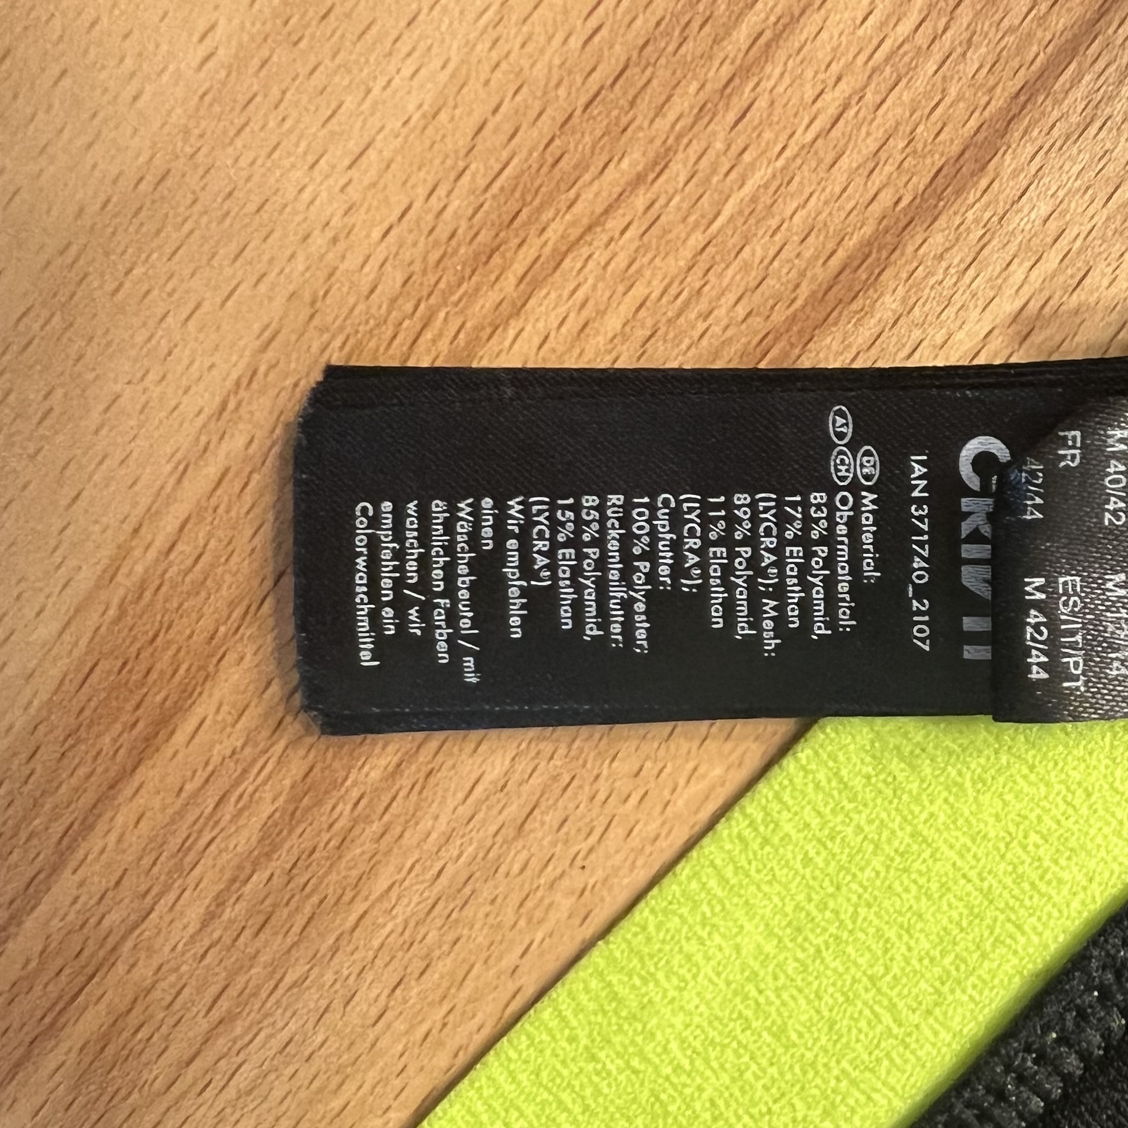 M 40/42
FR
ES/IT/PT
42/44
M 42/44
IAN 371740_2107
DE Material:
AT CH Obermaterial:
83% Polyamid,
17% Elasthan
(LYCRA®); Mesh:
89% Polyamid,
11% Elasthan
(LYCRA®);
Cupfutter:
100% Polyester;
Rückenteilfutter:
85% Polyamid,
15% Elasthan
(LYCRA®)
Wir empfehlen
einen
Wäschebeutel / mit
ähnlichen Farben
waschen / wir
empfehlen ein
Colorwaschmittel